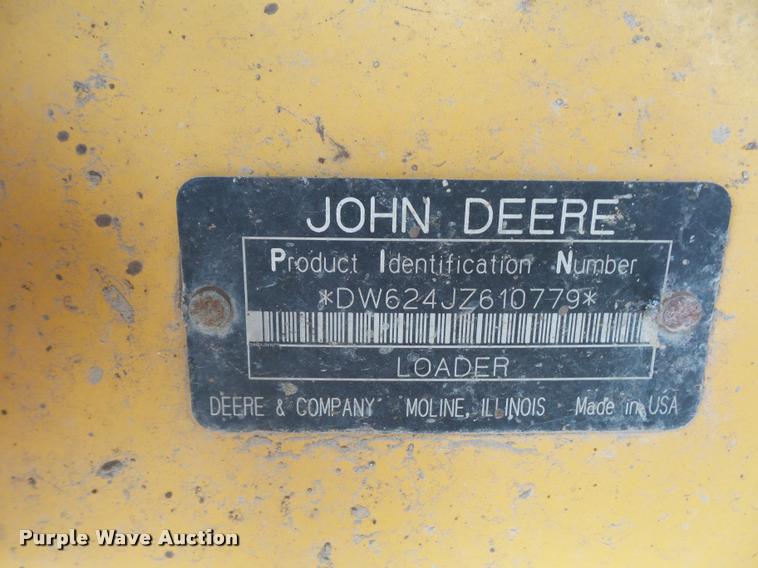 JOHN DEERE
Product Identification Number
*DW624JZ610779*
LOADER
DEERE & COMPANY MOLINE, ILLINOIS Made in USA
Purple Wave Auction